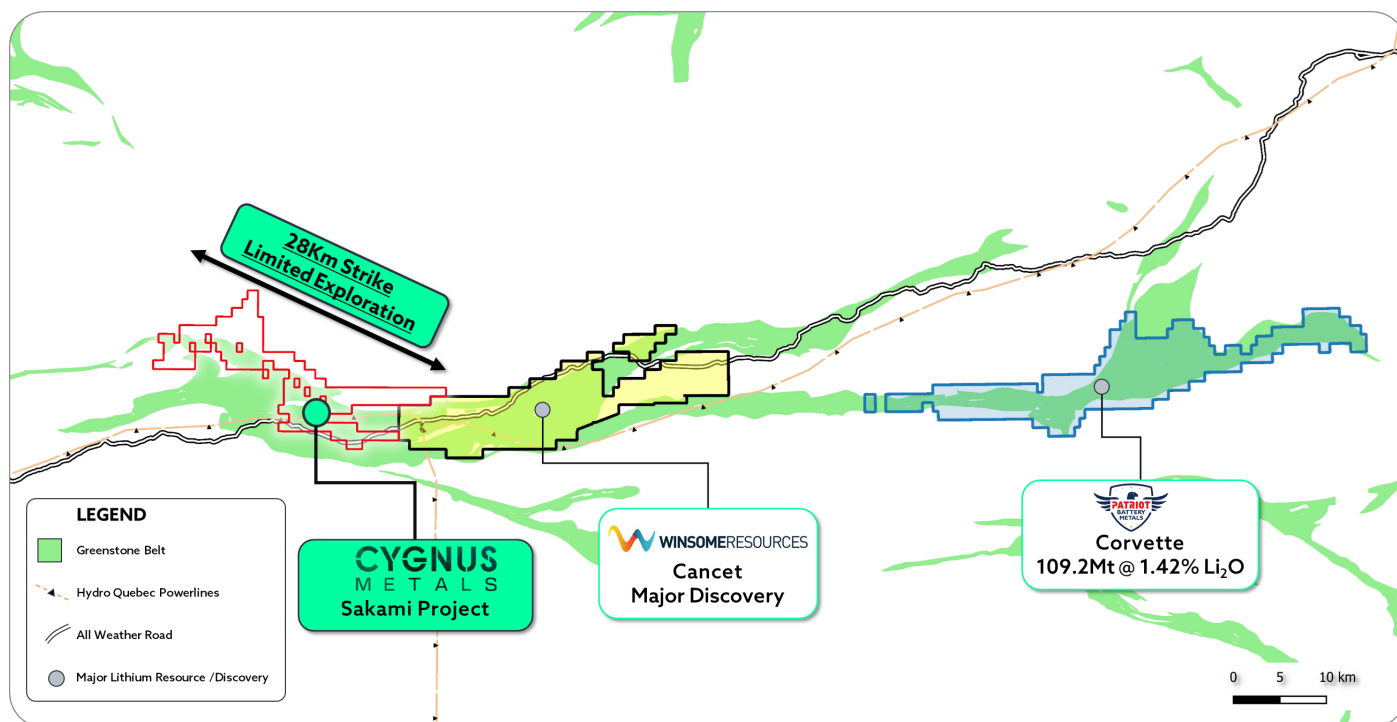 28Km Strike
Limited Exploration
LEGEND
Greenstone Belt
Hydro Quebec Powerlines
All Weather Road
Major Lithium Resource /Discovery
CYGNUS
METALS
Sakami Project
WINSOMERESOURCES
Cancet
Major Discovery
PATRIOT
BATTERY
METALS
Corvette
109.2Mt @ 1.42% Li₂O
0 5 10 km